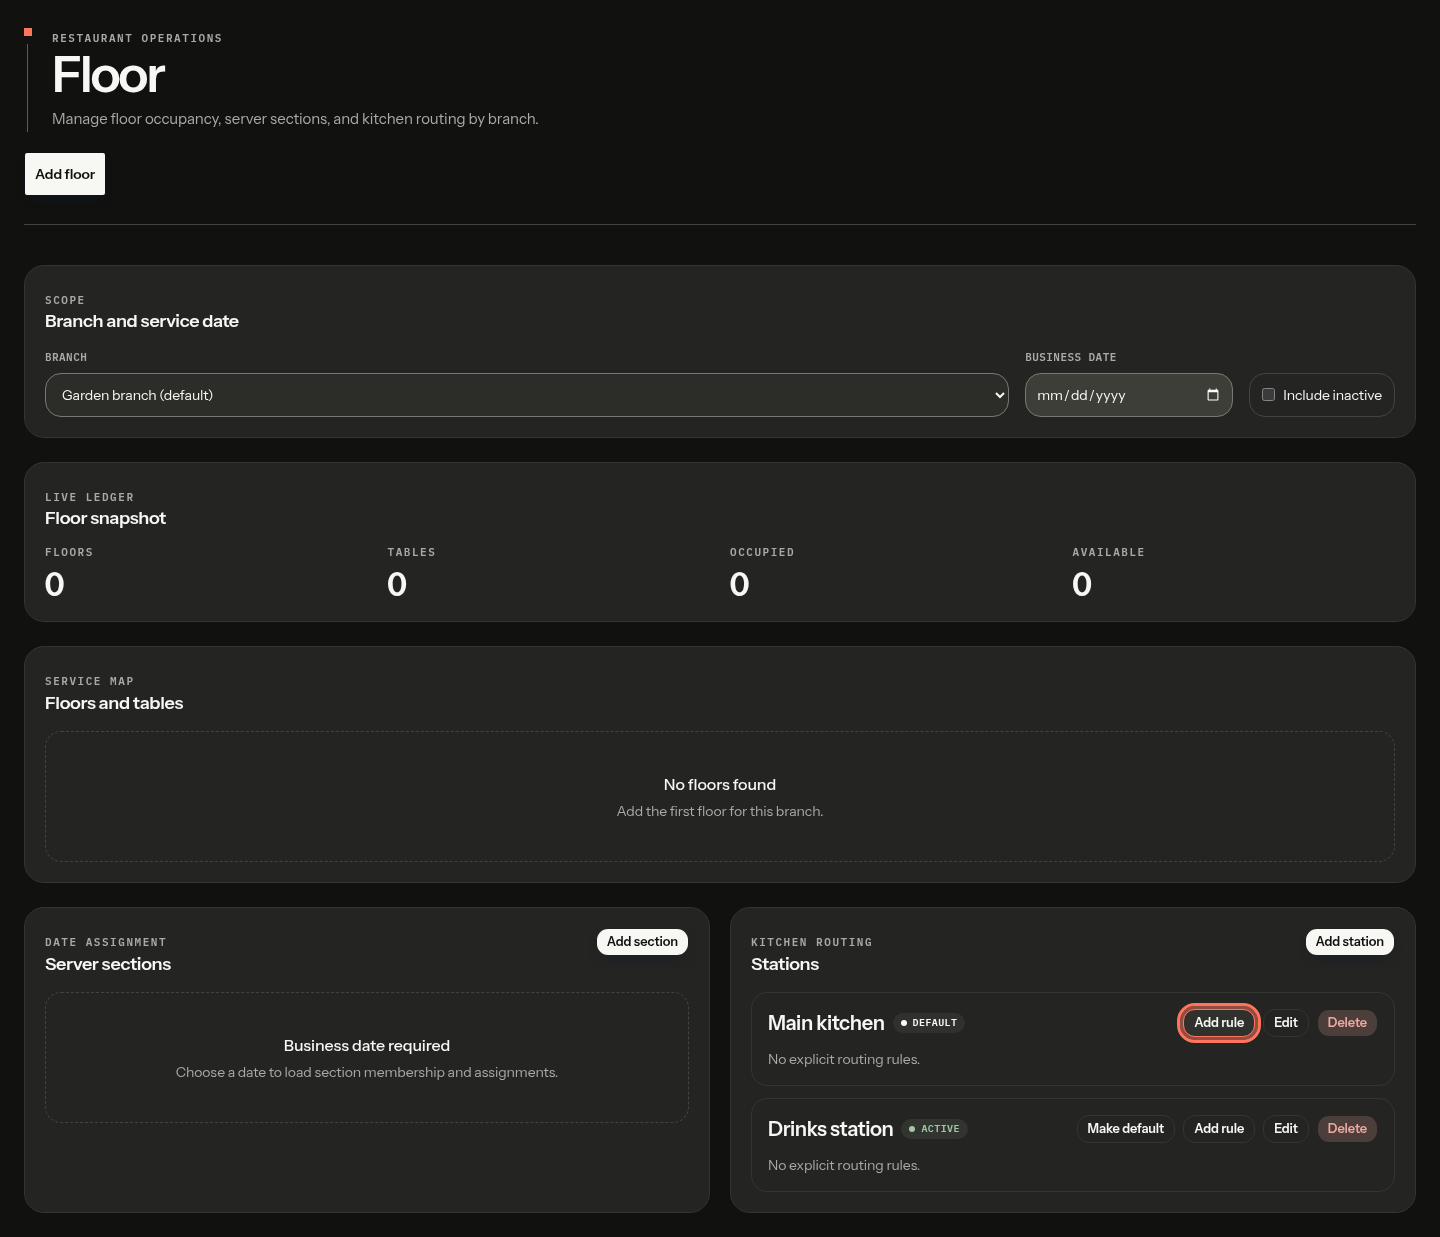 RESTAURANT OPERATIONS
Floor
Manage floor occupancy, server sections, and kitchen routing by branch.
Add floor
SCOPE
Branch and service date
BRANCH
BUSINESS DATE
Garden branch (default)
mm/dd/yyyy
Include inactive
LIVE LEDGER
Floor snapshot
FLOORS
TABLES
OCCUPIED
AVAILABLE
0
0
0
0
SERVICE MAP
Floors and tables
No floors found
Add the first floor for this branch.
DATE ASSIGNMENT
Server sections
Add section
Business date required
Choose a date to load section membership and assignments.
KITCHEN ROUTING
Stations
Add station
Main kitchen
DEFAULT
Add rule
Edit
Delete
No explicit routing rules.
Drinks station
ACTIVE
Make default
Add rule
Edit
Delete
No explicit routing rules.